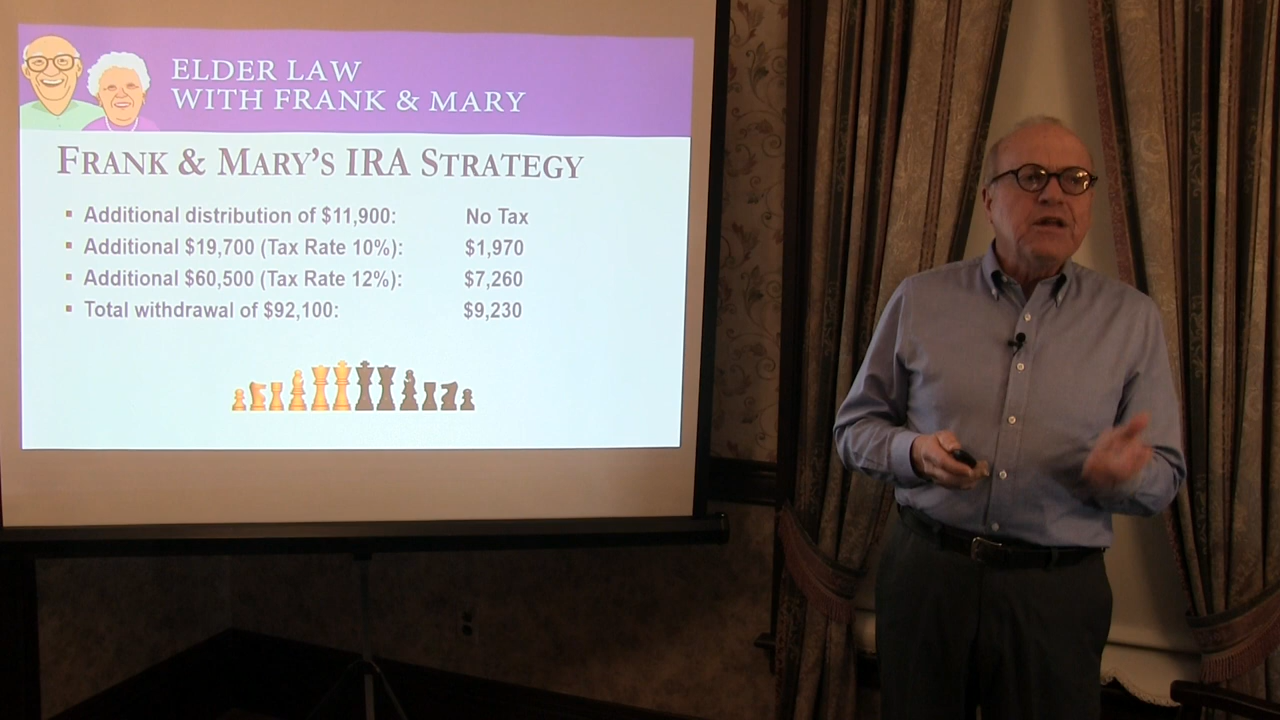 ELDER LAW
WITH FRANK & MARY
FRANK & MARY'S IRA STRATEGY
▪ Additional distribution of $11,900: No Tax
▪ Additional $19,700 (Tax Rate 10%): $1,970
▪ Additional $60,500 (Tax Rate 12%): $7,260
▪ Total withdrawal of $92,100: $9,230